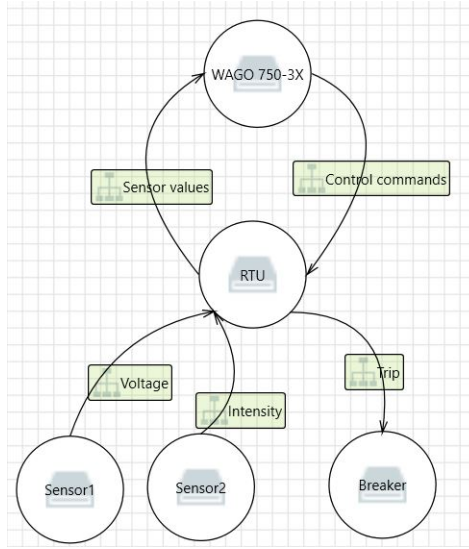 WAGO 750-3X
Sensor values
Control commands
RTU
Voltage
Trip
Intensity
Sensor1
Sensor2
Breaker